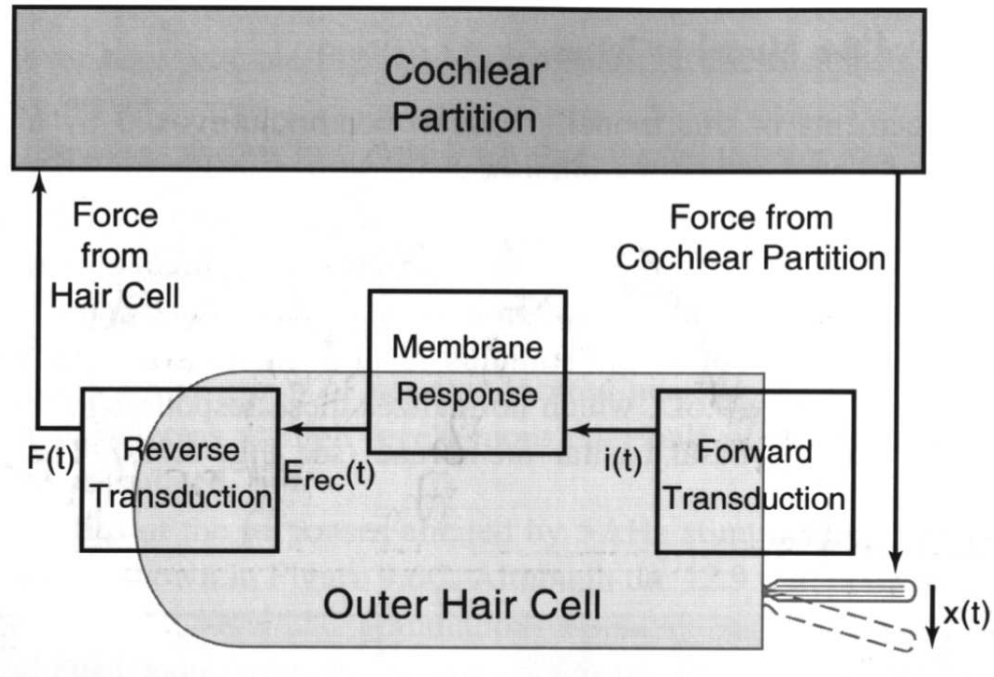 Cochlear
Partition
Force
from
Hair Cell
Force from
Cochlear Partition
Membrane
Response
F(t)
Reverse
Transduction
E_rec(t)
i(t)
Forward
Transduction
Outer Hair Cell
x(t)